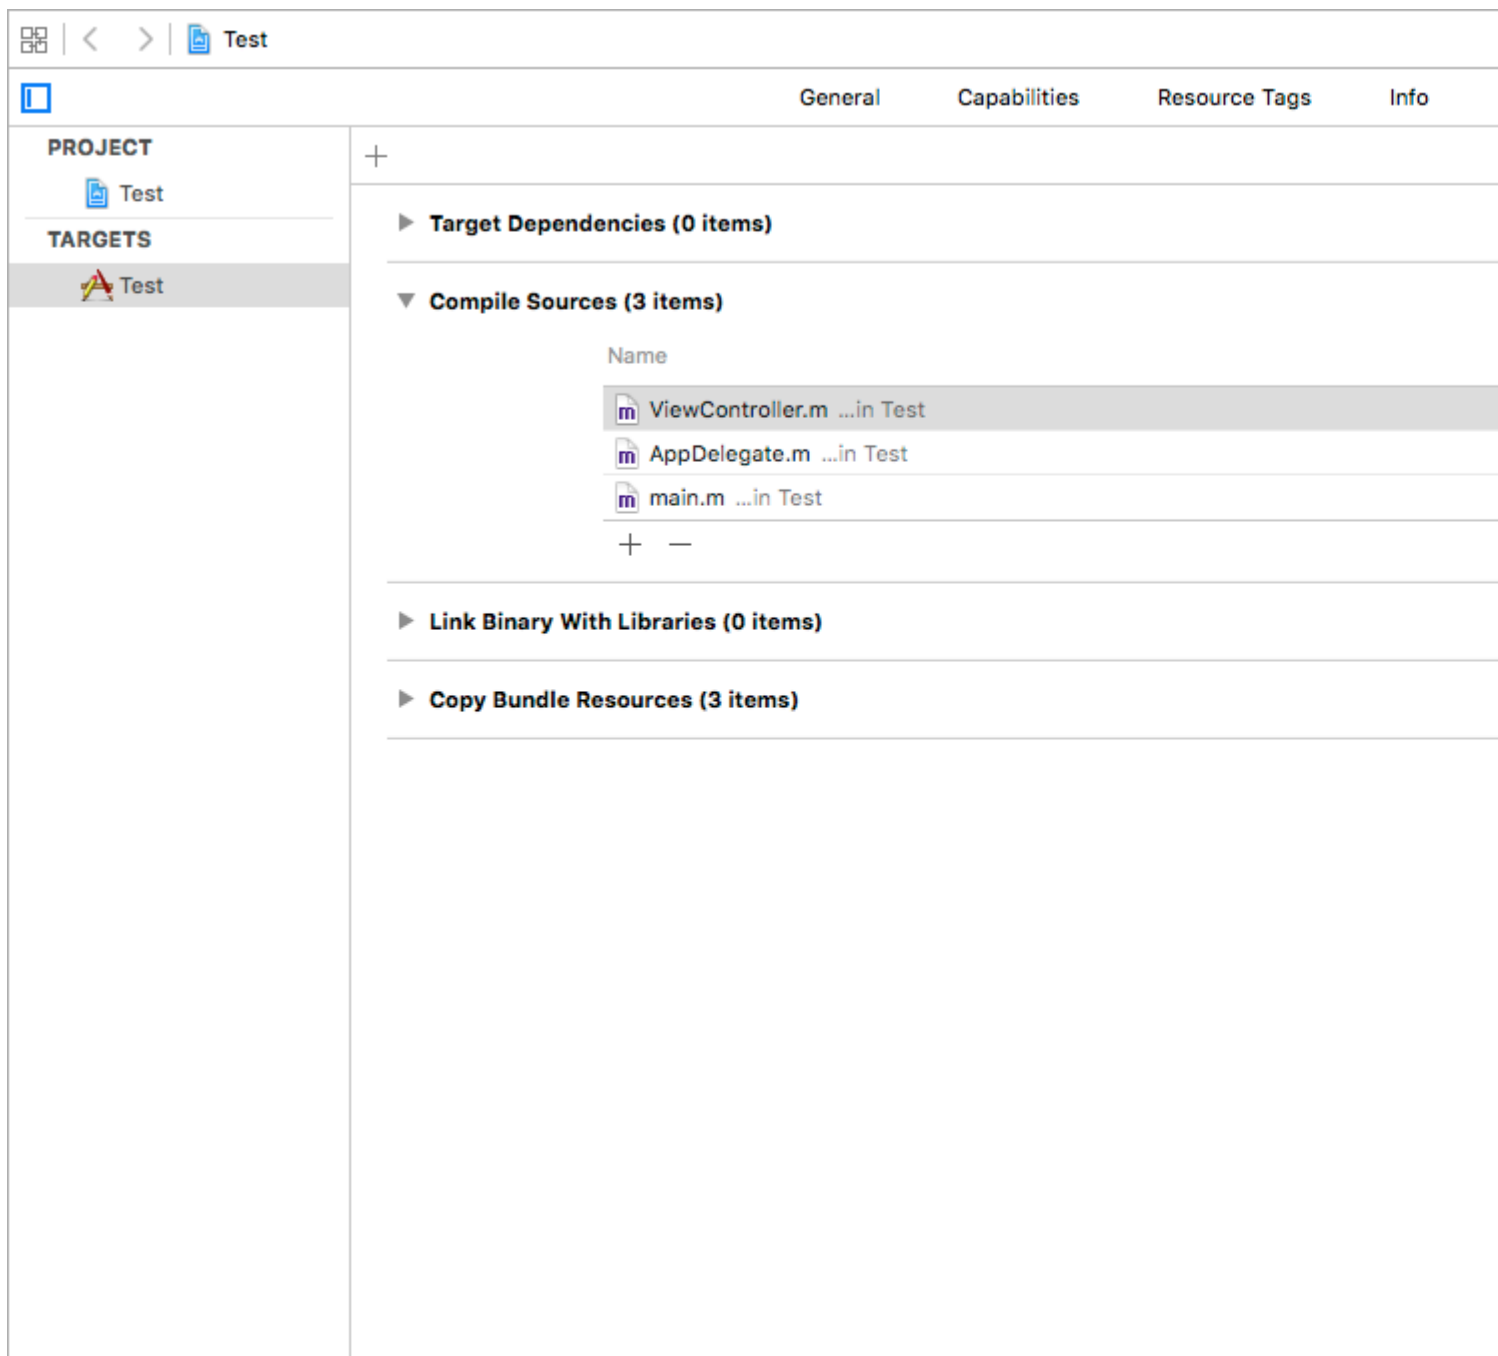 Test
General Capabilities Resource Tags Info
PROJECT
Test
TARGETS
Test
Target Dependencies (0 items)
Compile Sources (3 items)
Name
ViewController.m ...in Test
AppDelegate.m ...in Test
main.m ...in Test
Link Binary With Libraries (0 items)
Copy Bundle Resources (3 items)